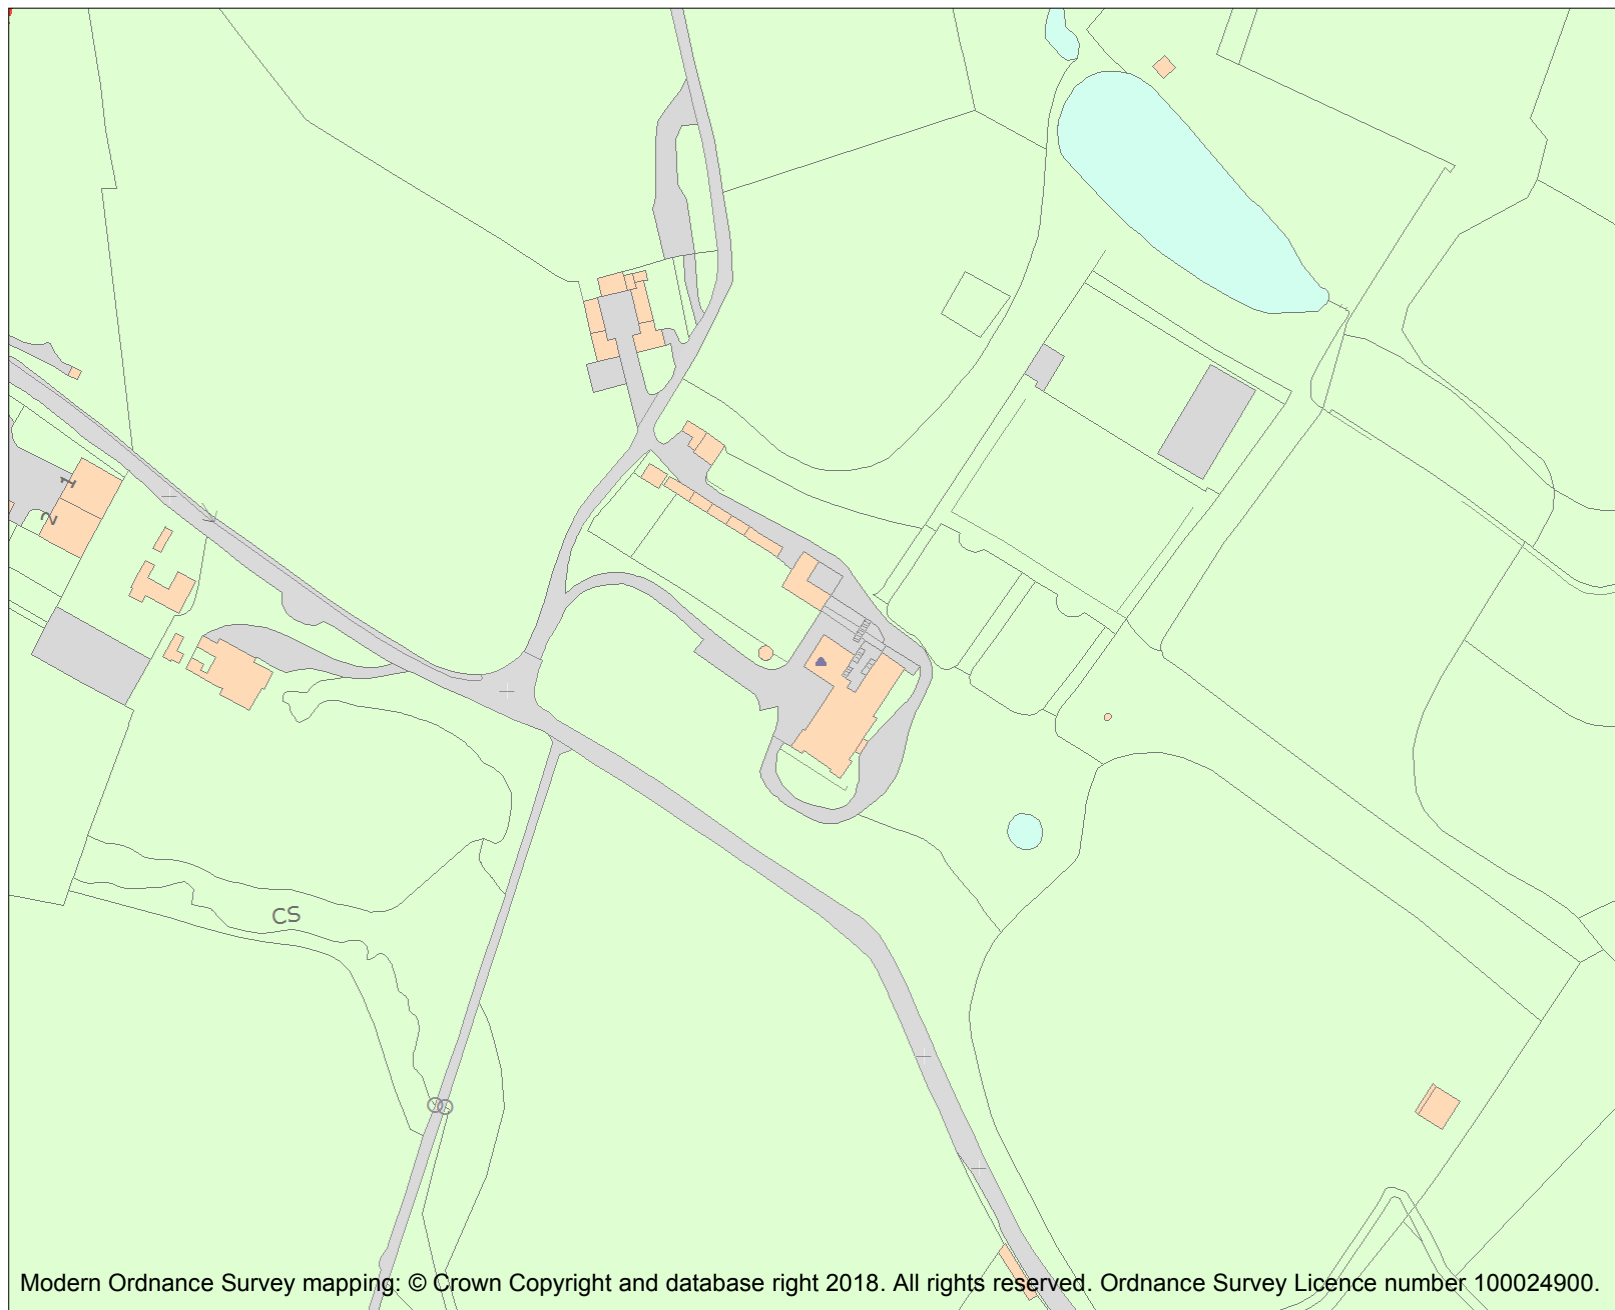 1
2
CS
Modern Ordnance Survey mapping: © Crown Copyright and database right 2018. All rights reserved. Ordnance Survey Licence number 100024900.